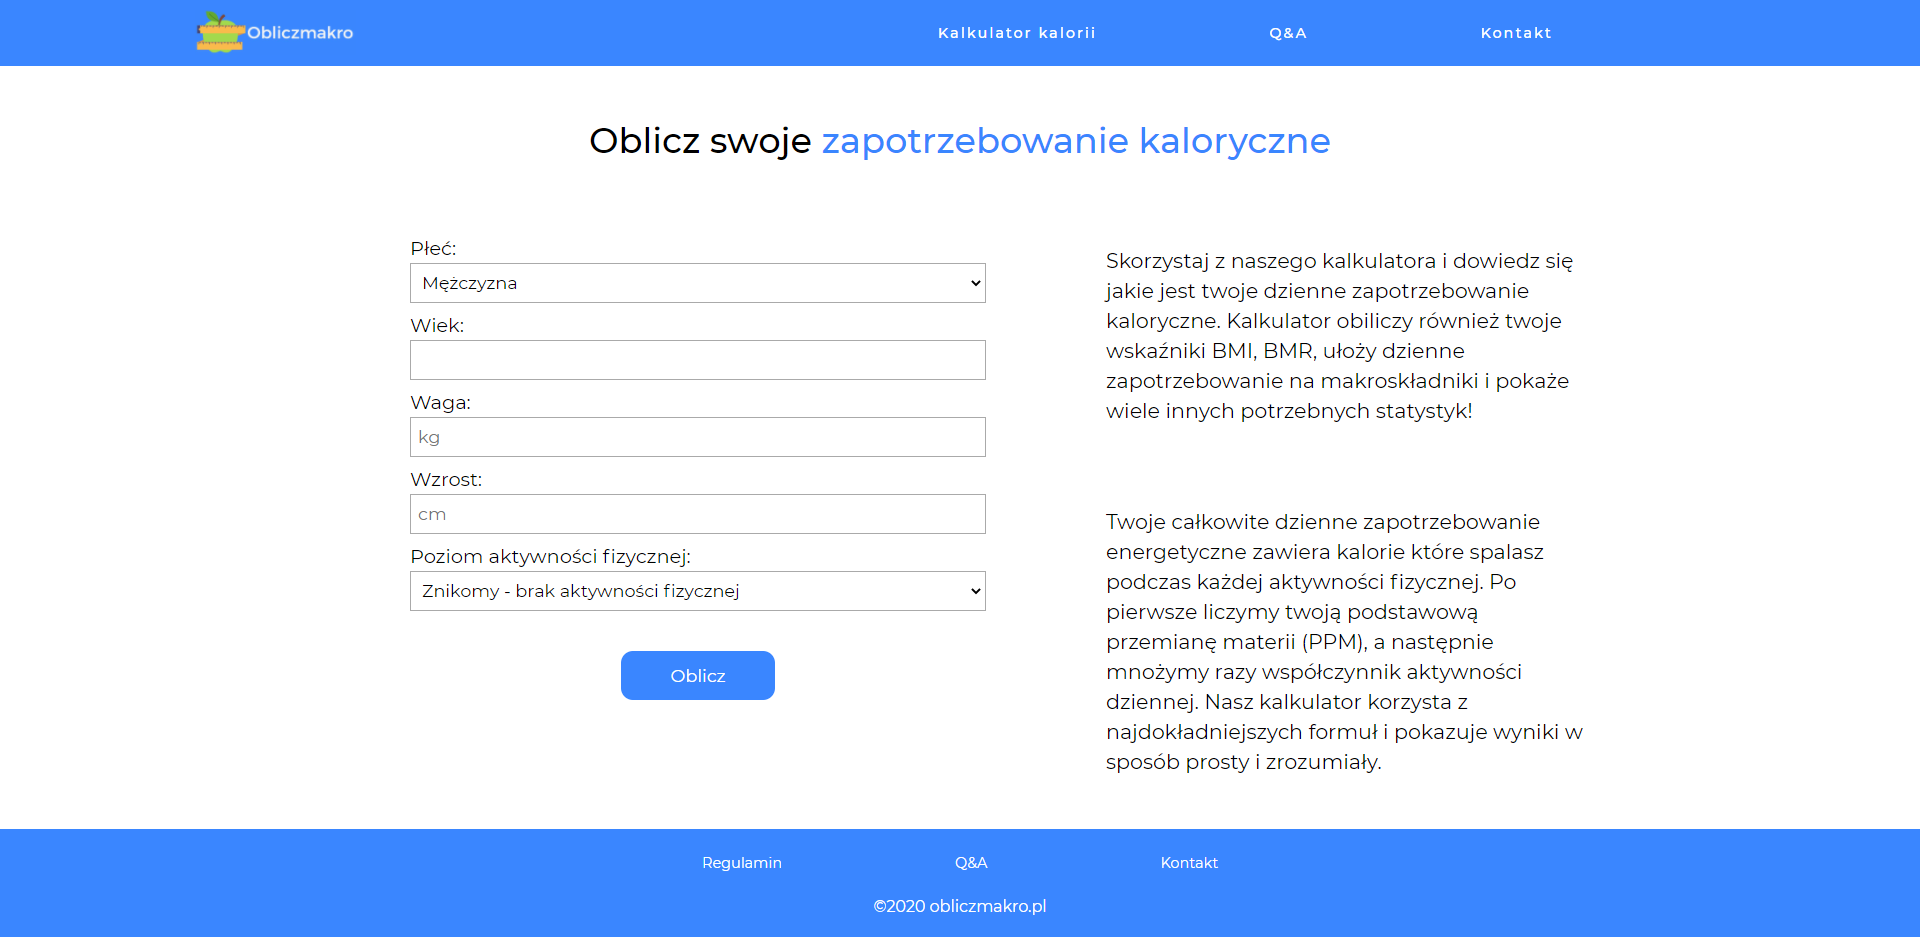 Obliczmakro
Kalkulator kalorii
Q&A
Kontakt
Oblicz swoje zapotrzebowanie kaloryczne
Płeć:
Mężczyzna
Wiek:
Waga:
kg
Wzrost:
cm
Poziom aktywności fizycznej:
Znikomy - brak aktywności fizycznej
Oblicz
Skorzystaj z naszego kalkulatora i dowiedz się
jakie jest twoje dzienne zapotrzebowanie
kaloryczne. Kalkulator obiliczy również twoje
wskaźniki BMI, BMR, ułoży dzienne
zapotrzebowanie na makroskładniki i pokaże
wiele innych potrzebnych statystyk!
Twoje całkowite dzienne zapotrzebowanie
energetyczne zawiera kalorie które spalasz
podczas każdej aktywności fizycznej. Po
pierwsze liczymy twoją podstawową
przemianę materii (PPM), a następnie
mnożymy razy współczynnik aktywności
dziennej. Nasz kalkulator korzysta z
najdokładniejszych formuł i pokazuje wyniki w
sposób prosty i zrozumiały.
Regulamin
Q&A
Kontakt
©2020 obliczmakro.pl